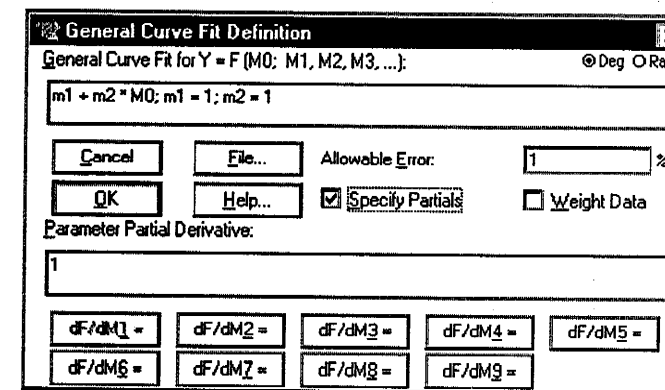 General Curve Fit Definition
General Curve Fit for Y = F (M0; M1, M2, M3, ...):
Deg
m1 + m2 * M0; m1 = 1; m2 = 1
Cancel
File...
Allowable Error:
1
%
OK
Help...
Specify Partials
Weight Data
Parameter Partial Derivative:
1
dF/dM1 =
dF/dM2 =
dF/dM3 =
dF/dM4 =
dF/dM5 =
dF/dM6 =
dF/dM7 =
dF/dM8 =
dF/dM9 =